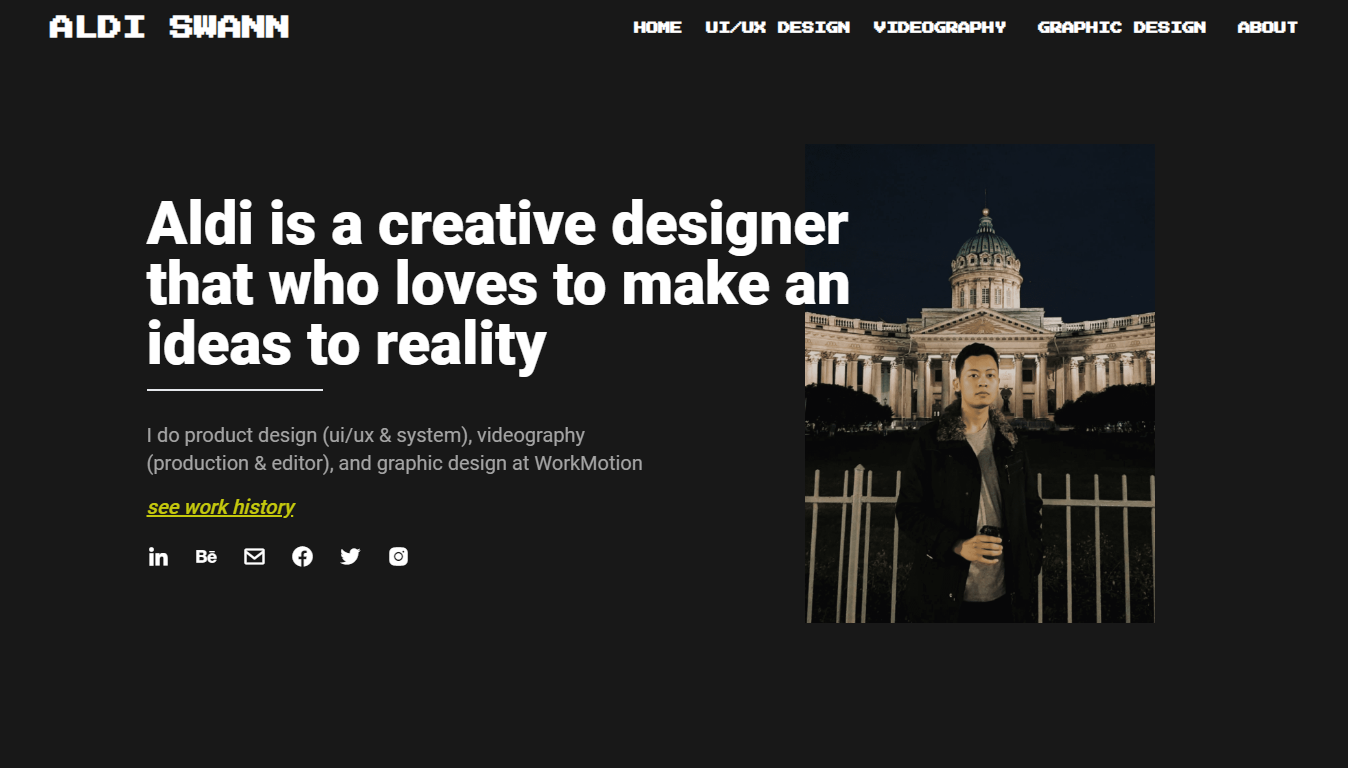 ALDI SWANN
HOME UI/UX DESIGN VIDEOGRAPHY GRAPHIC DESIGN ABOUT
Aldi is a creative designer
that who loves to make an
ideas to reality
I do product design (ui/ux & system), videography
(production & editor), and graphic design at WorkMotion
see work history
in Bē